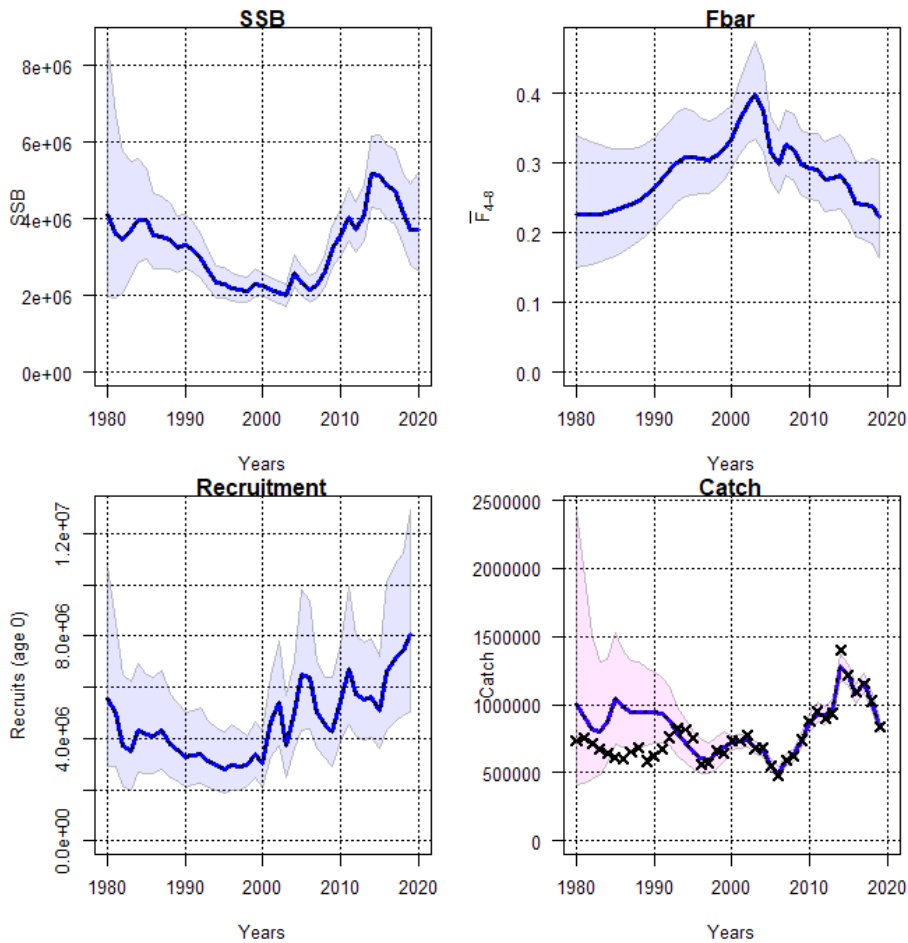 SSB
SSB
8e+06
6e+06
4e+06
2e+06
0e+00
1980 1990 2000 2010 2020
Years
Fbar
F̅4–8
0.4
0.3
0.2
0.1
0.0
1980 1990 2000 2010 2020
Years
Recruitment
Recruits (age 0)
1.2e+07
8.0e+06
4.0e+06
0.0e+00
1980 1990 2000 2010 2020
Years
Catch
Catch
2500000
2000000
1500000
1000000
500000
0
1980 1990 2000 2010 2020
Years